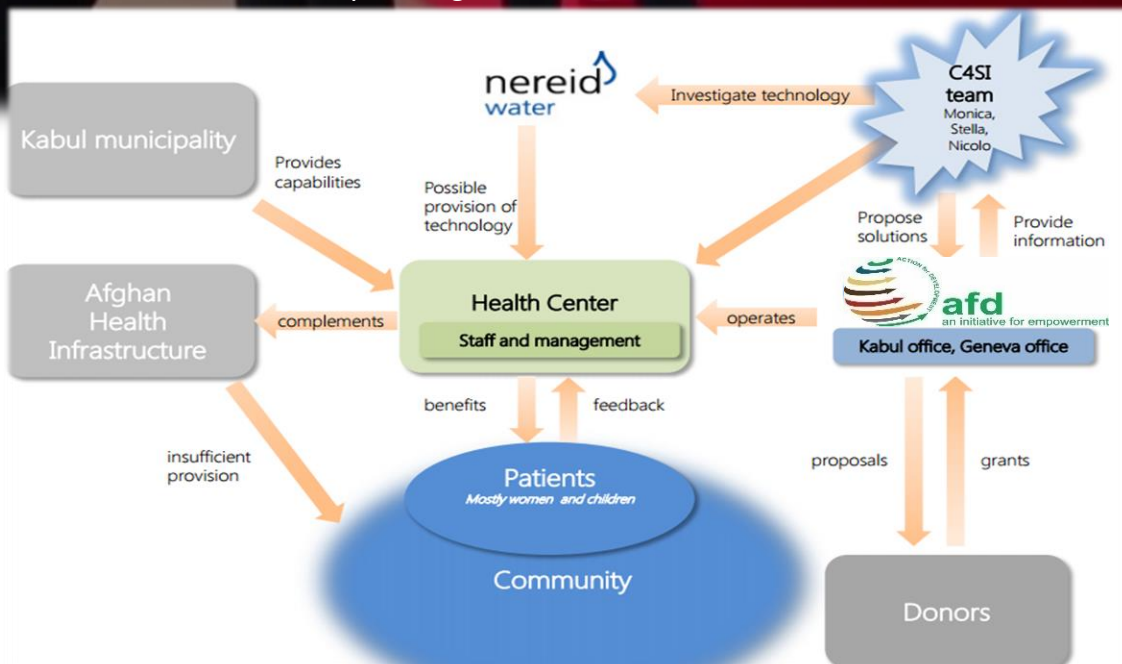 nereid
water
C4SI
team
Monica,
Stella,
Nicolo
Investigate technology
Kabul municipality
Provides
capabilities
Possible
provision of
technology
Propose
solutions
Provide
information
Afghan
Health
Infrastructure
complements
Health Center
Staff and management
operates
ACTION for DEVELOPMENT
afd
an initiative for empowerment
Kabul office, Geneva office
benefits
feedback
insufficient
provision
Patients
Mostly women and children
Community
proposals
grants
Donors